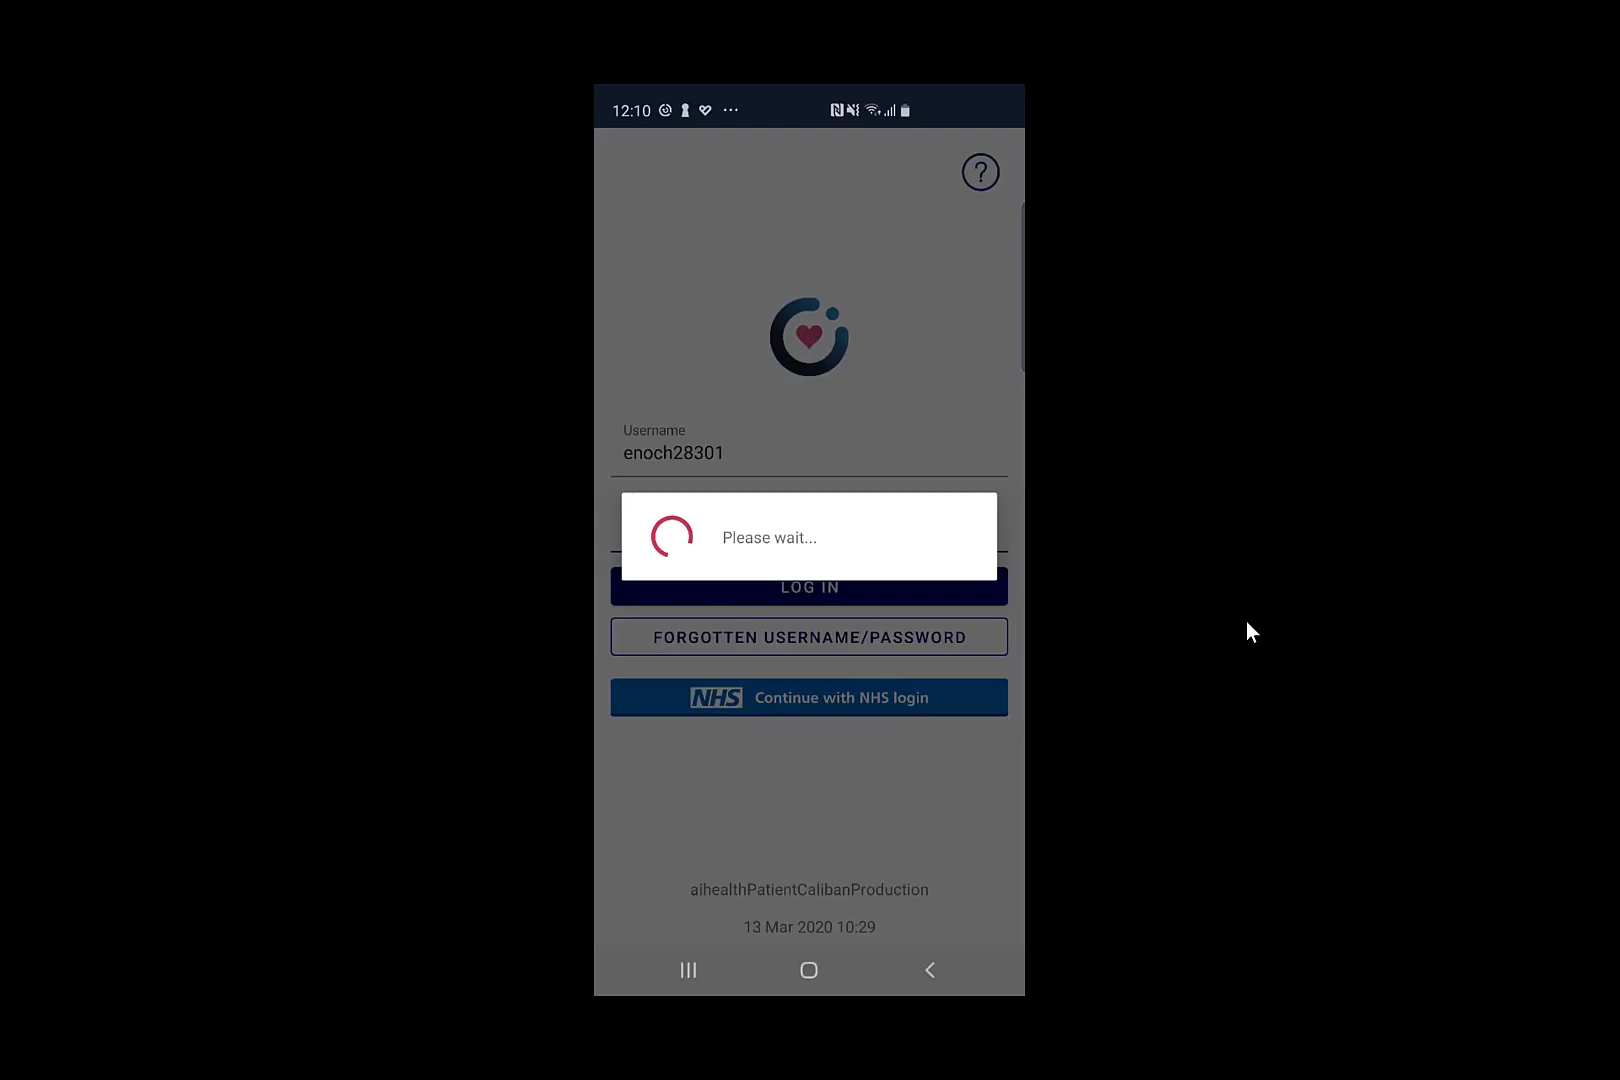 12:10
?
Username
enoch28301
Please wait...
LOG IN
FORGOTTEN USERNAME/PASSWORD
NHS Continue with NHS login
aihealthPatientCalibanProduction
13 Mar 2020 10:29